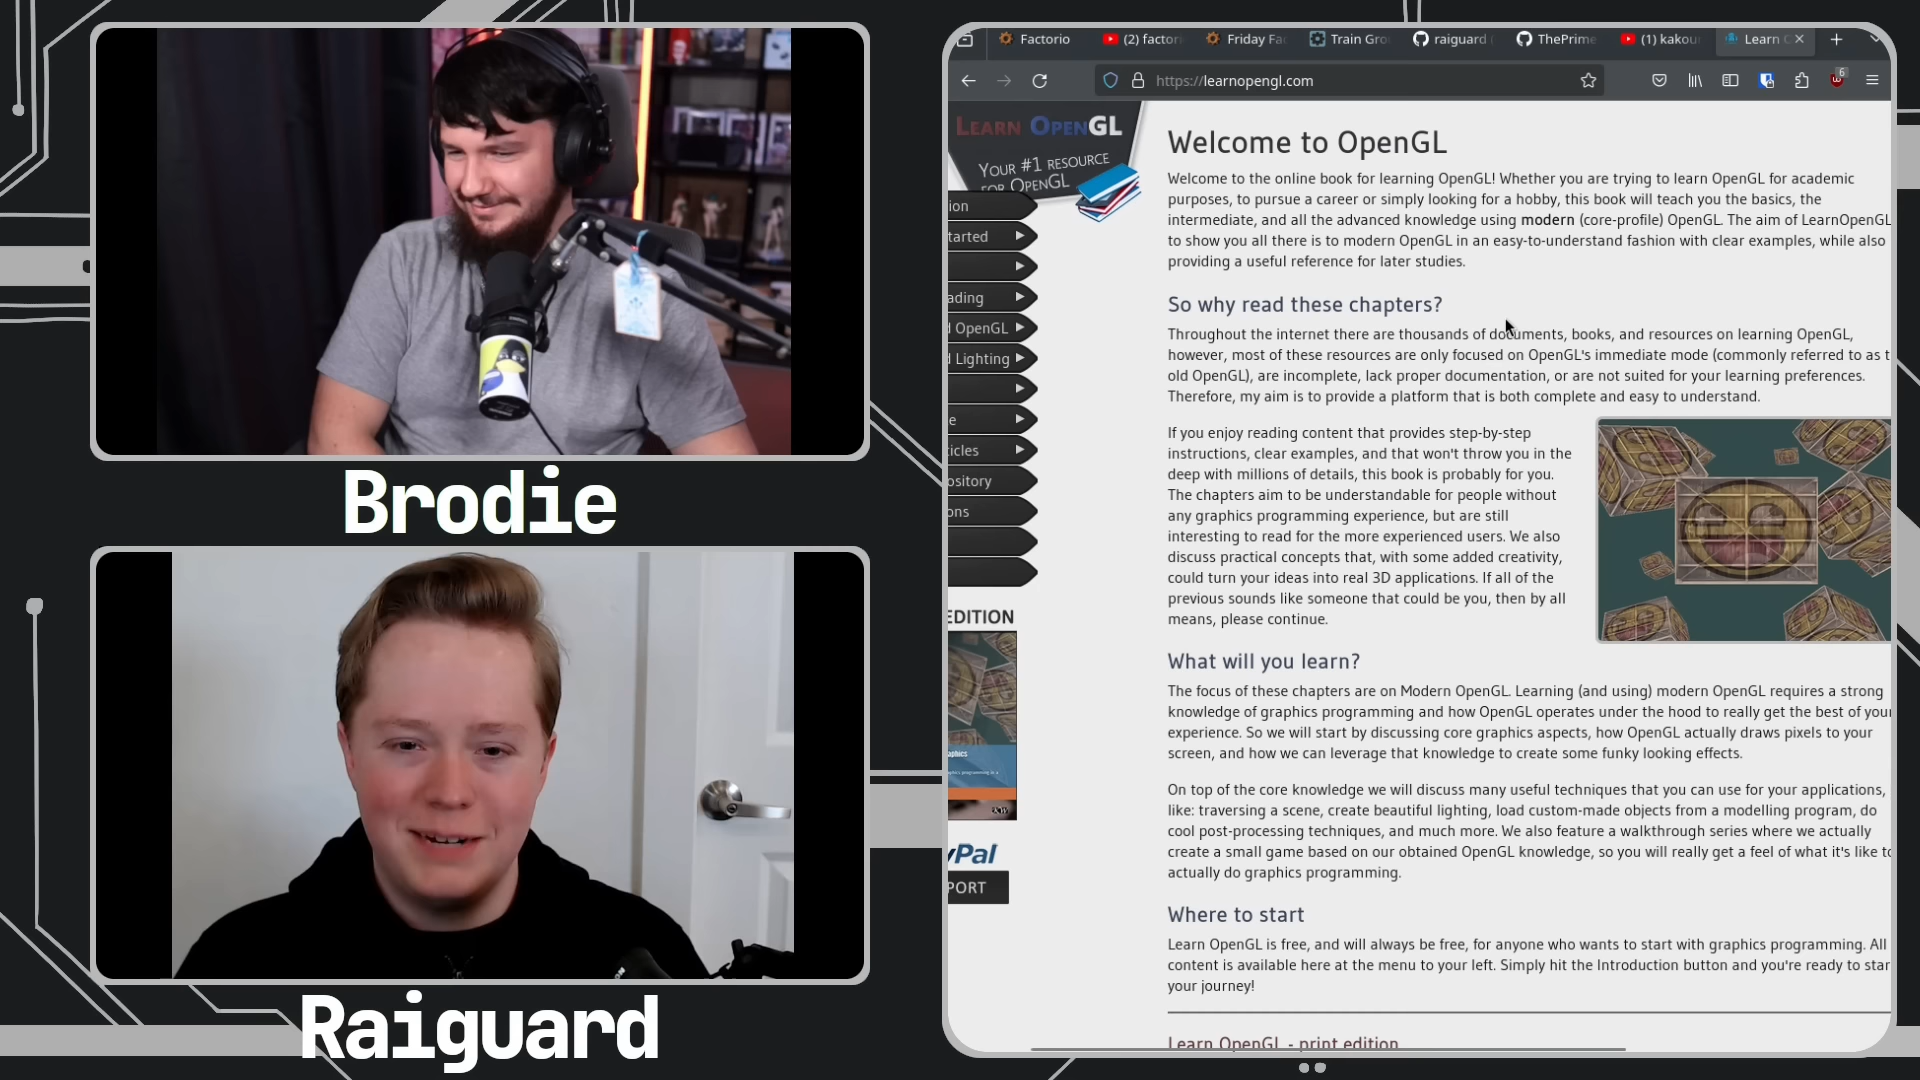 Brodie
Raiguard
Factorio
(2) factor
Friday Fac
Train Gro
raiguard
ThePrime
(1) kakou
Learn O
https://learnopengl.com
6
LEARN OPENGL
YOUR #1 RESOURCE
FOR OPENGL
ion
tarted
ading
d OpenGL
d Lighting
e
icles
ository
ons
EDITION
yPal
PORT
Welcome to OpenGL
Welcome to the online book for learning OpenGL! Whether you are trying to learn OpenGL for academic
purposes, to pursue a career or simply looking for a hobby, this book will teach you the basics, the
intermediate, and all the advanced knowledge using modern (core-profile) OpenGL. The aim of LearnOpenGL
to show you all there is to modern OpenGL in an easy-to-understand fashion with clear examples, while also
providing a useful reference for later studies.
So why read these chapters?
Throughout the internet there are thousands of documents, books, and resources on learning OpenGL,
however, most of these resources are only focused on OpenGL's immediate mode (commonly referred to as t
old OpenGL), are incomplete, lack proper documentation, or are not suited for your learning preferences.
Therefore, my aim is to provide a platform that is both complete and easy to understand.
If you enjoy reading content that provides step-by-step
instructions, clear examples, and that won't throw you in the
deep with millions of details, this book is probably for you.
The chapters aim to be understandable for people without
any graphics programming experience, but are still
interesting to read for the more experienced users. We also
discuss practical concepts that, with some added creativity,
could turn your ideas into real 3D applications. If all of the
previous sounds like someone that could be you, then by all
means, please continue.
What will you learn?
The focus of these chapters are on Modern OpenGL. Learning (and using) modern OpenGL requires a strong
knowledge of graphics programming and how OpenGL operates under the hood to really get the best of your
experience. So we will start by discussing core graphics aspects, how OpenGL actually draws pixels to your
screen, and how we can leverage that knowledge to create some funky looking effects.
On top of the core knowledge we will discuss many useful techniques that you can use for your applications,
like: traversing a scene, create beautiful lighting, load custom-made objects from a modelling program, do
cool post-processing techniques, and much more. We also feature a walkthrough series where we actually
create a small game based on our obtained OpenGL knowledge, so you will really get a feel of what it's like to
actually do graphics programming.
Where to start
Learn OpenGL is free, and will always be free, for anyone who wants to start with graphics programming. All
content is available here at the menu to your left. Simply hit the Introduction button and you're ready to star
your journey!
Learn OpenGL - print edition